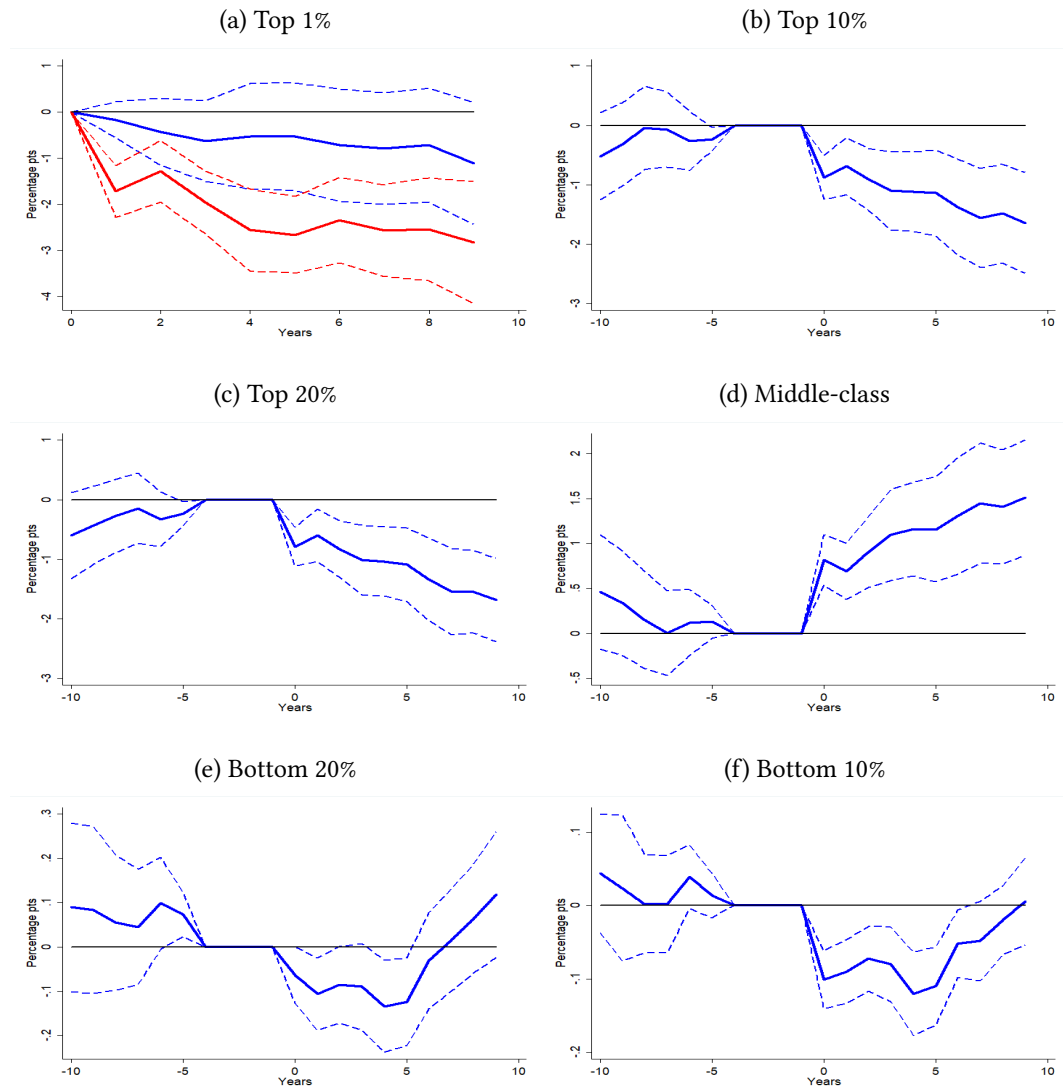 (a) Top 1%
Percentage pts
1
0
-1
-2
-3
-4
0 2 4 6 8 10
Years
(b) Top 10%
Percentage pts
1
0
-1
-2
-3
-10 -5 0 5 10
Years
(c) Top 20%
Percentage pts
1
0
-1
-2
-3
-10 -5 0 5 10
Years
(d) Middle-class
Percentage pts
2
1.5
1
.5
0
-.5
-10 -5 0 5 10
Years
(e) Bottom 20%
Percentage pts
.3
.2
.1
0
-.1
-.2
-10 -5 0 5 10
Years
(f) Bottom 10%
Percentage pts
.1
0
-.1
-.2
-10 -5 0 5 10
Years